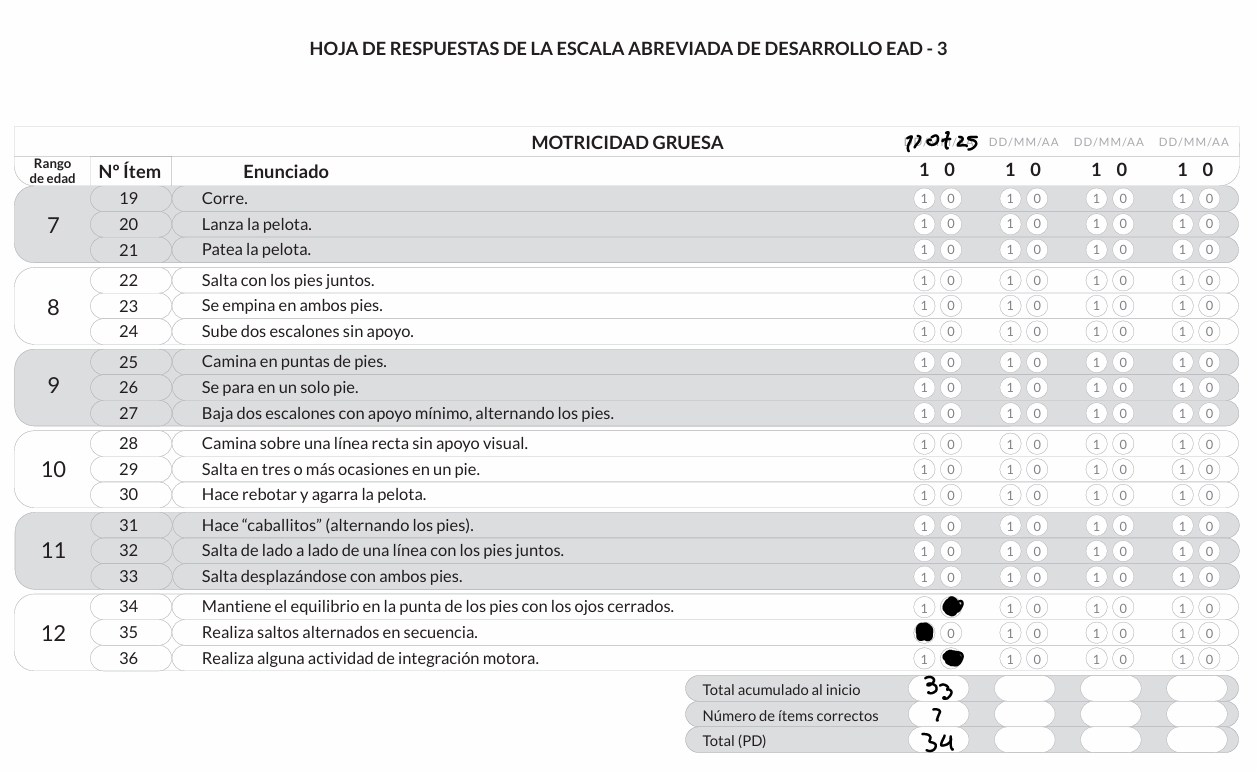 HOJA DE RESPUESTAS DE LA ESCALA ABREVIADA DE DESARROLLO EAD - 3
MOTRICIDAD GRUESA DD/MM/AA DD/MM/AA DD/MM/AA
Rango de edad Nº Ítem Enunciado 1 0 1 0 1 0 1 0
7
19 Corre. 1 0 1 0 1 0 1 0
20 Lanza la pelota. 1 0 1 0 1 0 1 0
21 Patea la pelota. 1 0 1 0 1 0 1 0
8
22 Salta con los pies juntos. 1 0 1 0 1 0 1 0
23 Se empina en ambos pies. 1 0 1 0 1 0 1 0
24 Sube dos escalones sin apoyo. 1 0 1 0 1 0 1 0
9
25 Camina en puntas de pies. 1 0 1 0 1 0 1 0
26 Se para en un solo pie. 1 0 1 0 1 0 1 0
27 Baja dos escalones con apoyo mínimo, alternando los pies. 1 0 1 0 1 0 1 0
10
28 Camina sobre una línea recta sin apoyo visual. 1 0 1 0 1 0 1 0
29 Salta en tres o más ocasiones en un pie. 1 0 1 0 1 0 1 0
30 Hace rebotar y agarra la pelota. 1 0 1 0 1 0 1 0
11
31 Hace “caballitos” (alternando los pies). 1 0 1 0 1 0 1 0
32 Salta de lado a lado de una línea con los pies juntos. 1 0 1 0 1 0 1 0
33 Salta desplazándose con ambos pies. 1 0 1 0 1 0 1 0
12
34 Mantiene el equilibrio en la punta de los pies con los ojos cerrados. 1 1 0 1 0 1 0
35 Realiza saltos alternados en secuencia. 0 1 0 1 0 1 0
36 Realiza alguna actividad de integración motora. 1 1 0 1 0 1 0
Total acumulado al inicio 33
Número de ítems correctos
Total (PD) 34